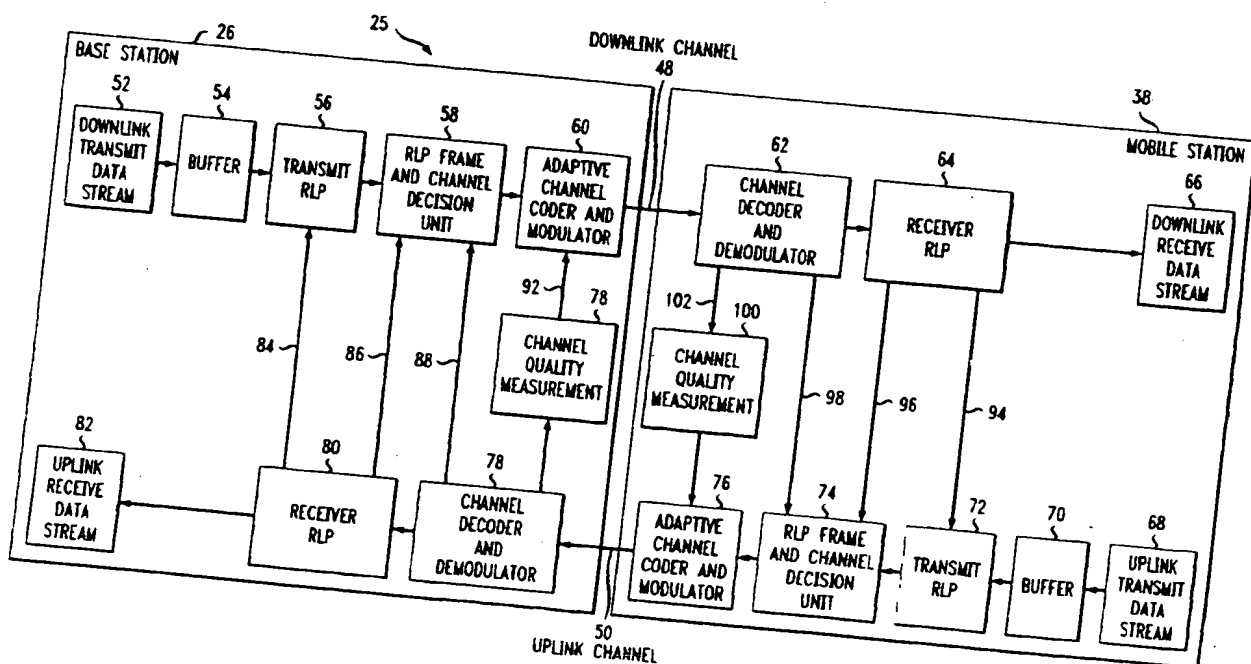 26
25
DOWNLINK CHANNEL
48
BASE STATION
38
MOBILE STATION
52
DOWNLINK
TRANSMIT
DATA
STREAM
54
BUFFER
56
TRANSMIT
RLP
58
RLP FRAME
AND CHANNEL
DECISION
UNIT
60
ADAPTIVE
CHANNEL
CODER AND
MODULATOR
62
CHANNEL
DECODER
AND
DEMODULATOR
64
RECEIVER
RLP
66
DOWNLINK
RECEIVE
DATA
STREAM
84
86
88
92
78
CHANNEL
QUALITY
MEASUREMENT
102
100
CHANNEL
QUALITY
MEASUREMENT
98
96
94
82
UPLINK
RECEIVE
DATA
STREAM
80
RECEIVER
RLP
78
CHANNEL
DECODER
AND
DEMODULATOR
76
ADAPTIVE
CHANNEL
CODER AND
MODULATOR
74
RLP FRAME
AND CHANNEL
DECISION
UNIT
72
TRANSMIT
RLP
70
BUFFER
68
UPLINK
TRANSMIT
DATA
STREAM
50
UPLINK CHANNEL